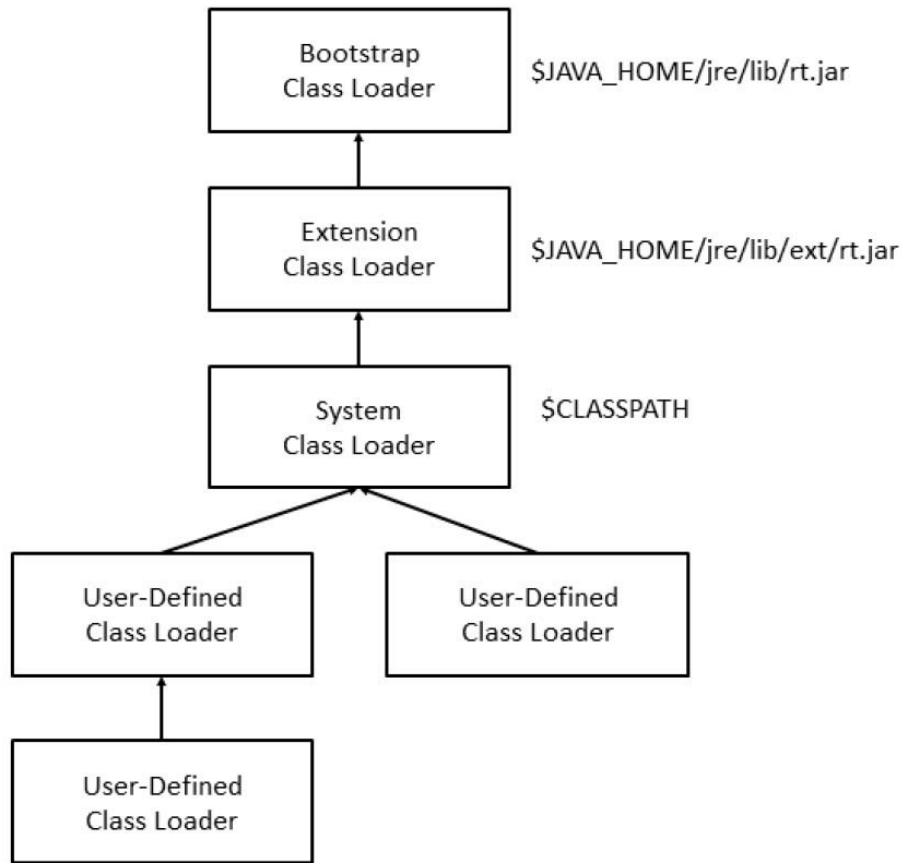 Bootstrap
Class Loader
$JAVA_HOME/jre/lib/rt.jar
Extension
Class Loader
$JAVA_HOME/jre/lib/ext/rt.jar
System
Class Loader
$CLASSPATH
User-Defined
Class Loader
User-Defined
Class Loader
User-Defined
Class Loader